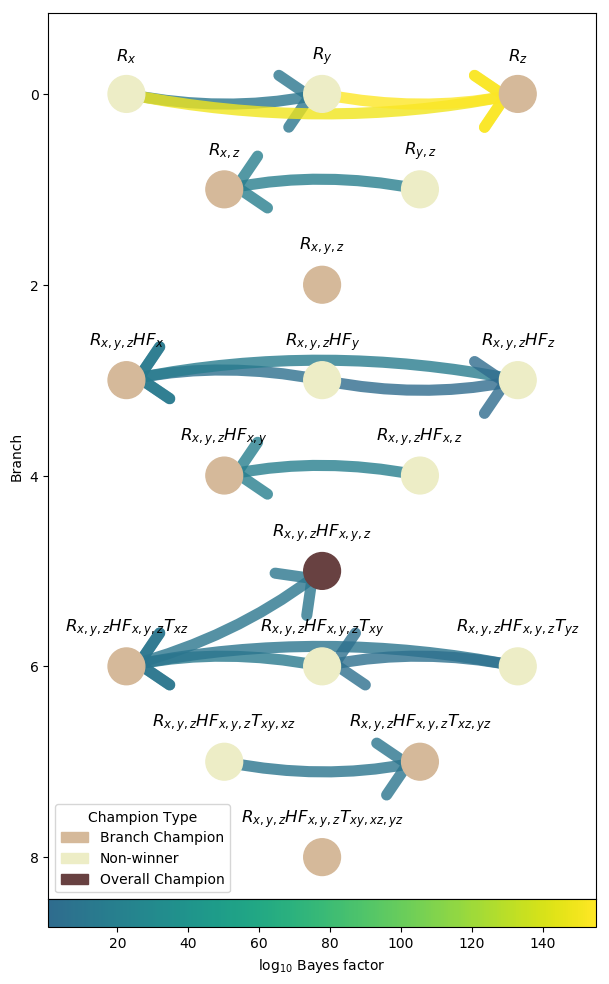 R_x R_y R_z
0
R_{x,z} R_{y,z}
R_{x,y,z}
2
R_{x,y,z}HF_x R_{x,y,z}HF_y R_{x,y,z}HF_z
R_{x,y,z}HF_{x,y} R_{x,y,z}HF_{x,z}
4
Branch
R_{x,y,z}HF_{x,y,z}
R_{x,y,z}HF_{x,y,z}T_{xz} R_{x,y,z}HF_{x,y,z}T_{xy} R_{x,y,z}HF_{x,y,z}T_{yz}
6
R_{x,y,z}HF_{x,y,z}T_{xy,xz} R_{x,y,z}HF_{x,y,z}T_{xz,yz}
R_{x,y,z}HF_{x,y,z}T_{xy,xz,yz}
Champion Type
Branch Champion
Non-winner
Overall Champion
8
20 40 60 80 100 120 140
log_{10} Bayes factor